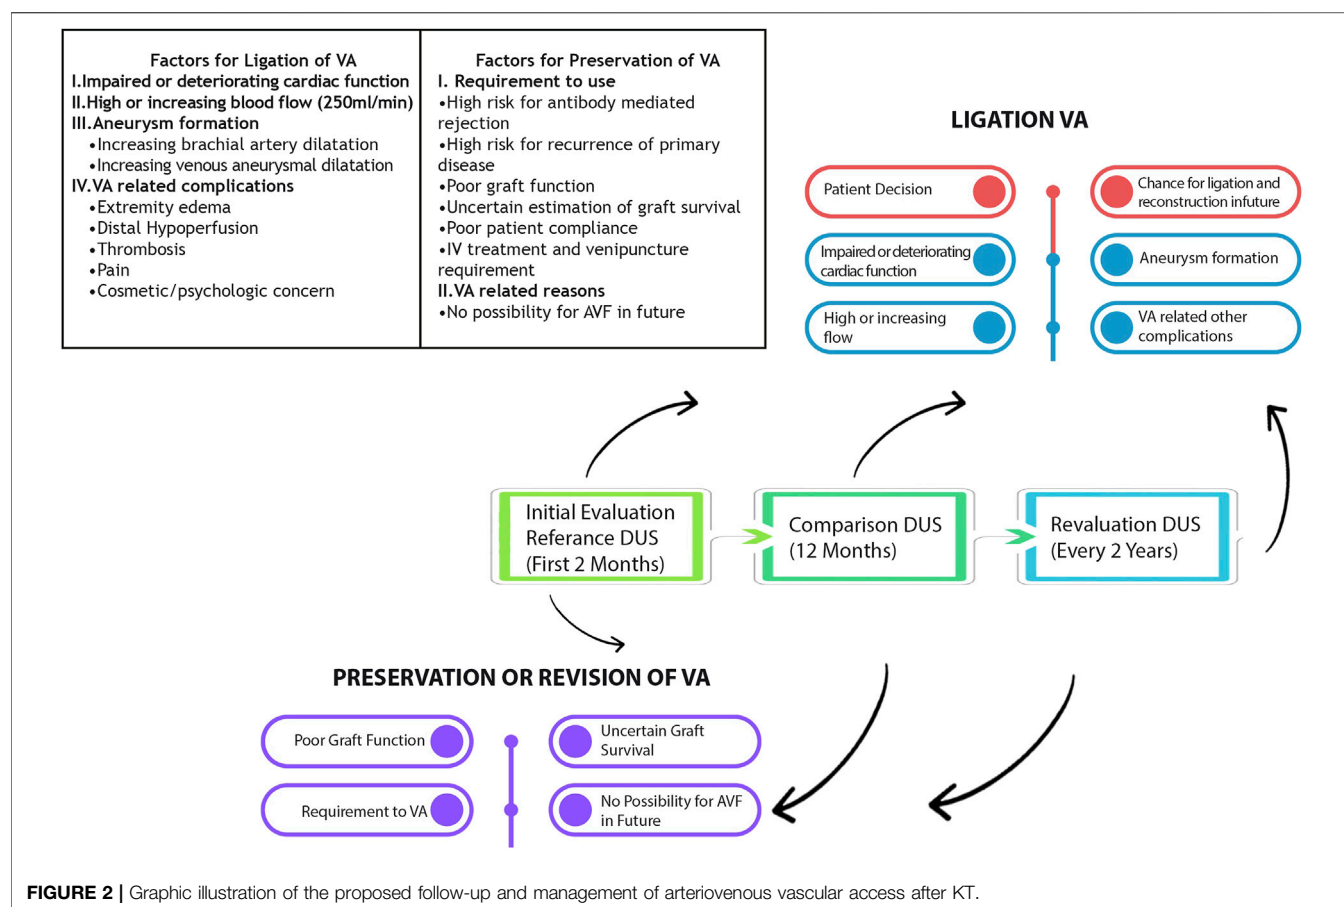 Factors for Ligation of VA
I.Impaired or deteriorating cardiac function
II.High or increasing blood flow (250ml/min)
III.Aneurysm formation
•Increasing brachial artery dilatation
•Increasing venous aneurysmal dilatation
IV.VA related complications
•Extremity edema
•Distal Hypoperfusion
•Thrombosis
•Pain
•Cosmetic/psychologic concern
Factors for Preservation of VA
I. Requirement to use
•High risk for antibody mediated
rejection
•High risk for recurrence of primary
disease
•Poor graft function
•Uncertain estimation of graft survival
•Poor patient compliance
•IV treatment and venipuncture
requirement
II.VA related reasons
•No possibility for AVF in future
LIGATION VA
Patient Decision
Chance for ligation and
reconstruction infuture
Impaired or deteriorating
cardiac function
Aneurysm formation
High or increasing
flow
VA related other
complications
Initial Evaluation
Referance DUS
(First 2 Months)
Comparison DUS
(12 Months)
Revaluation DUS
(Every 2 Years)
PRESERVATION OR REVISION OF VA
Poor Graft Function
Uncertain Graft
Survival
Requirement to VA
No Possibility for AVF
in Future
FIGURE 2 | Graphic illustration of the proposed follow-up and management of arteriovenous vascular access after KT.